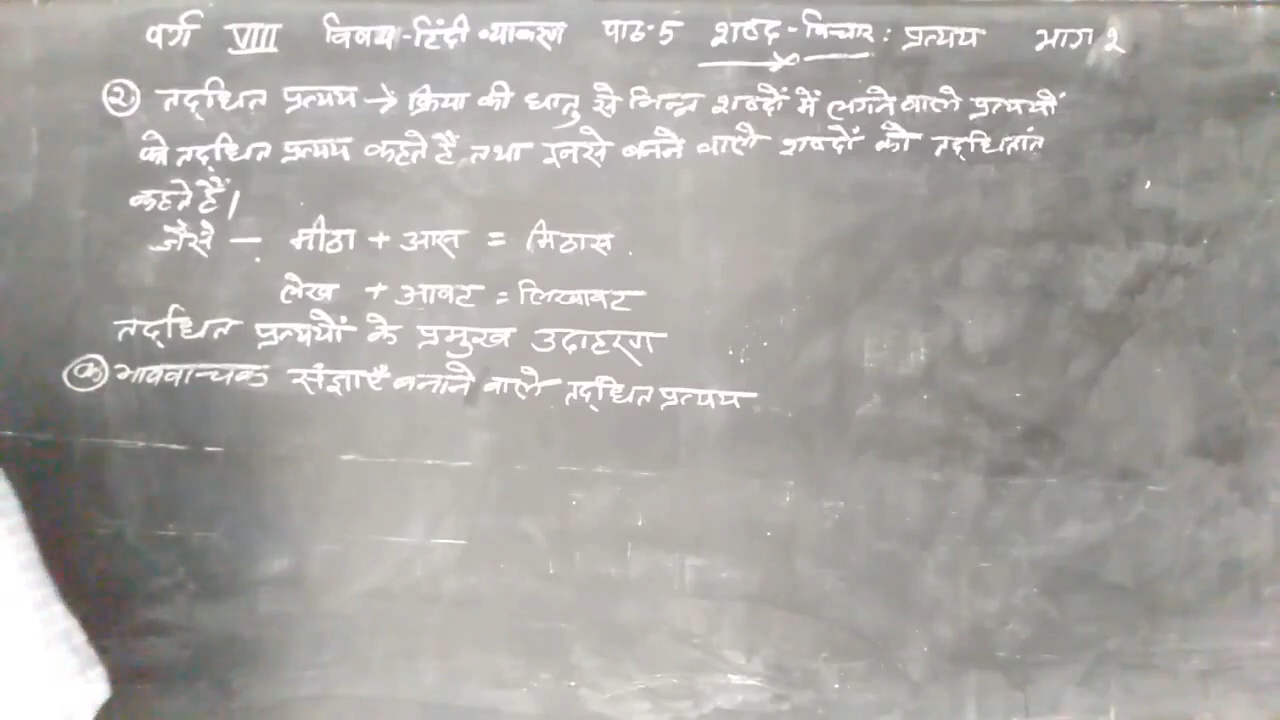 वर्ग VIII विषय-हिंदी व्याकरण पाठ-5 शब्द-विचार: प्रत्यय भाग 2
② तद्धित प्रत्यय → क्रिया की धातु से भिन्न शब्दों में लगने वाले प्रत्ययों
को तद्धित प्रत्यय कहते हैं तथा इनसे बनने वाले शब्दों को तद्धितांत
कहते हैं।
जैसे — मीठा + आस = मिठास.
लेख + आवट = लिखावट
तद्धित प्रत्ययों के प्रमुख उदाहरण
(क) भाववाचक संज्ञाएँ बनाने वाले तद्धित प्रत्यय